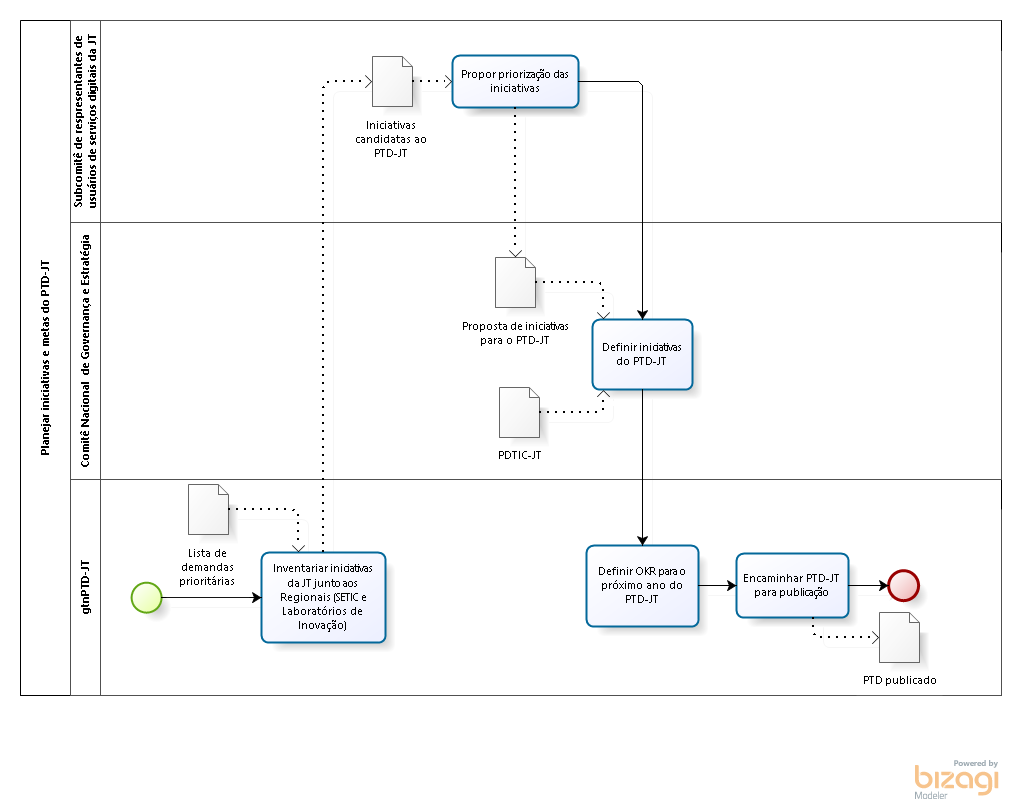 Planejar iniciativas e metas do PTD-JT
Subcomitê de respresentantes de
usuários de serviços digitais da JT
Iniciativas
candidatas ao
PTD-JT
Propor priorização das
iniciativas
Comitê Nacional de Governança e Estratégia
Proposta de iniciativas
para o PTD-JT
Definir iniciativas
do PTD-JT
PDTIC-JT
gtnPTD-JT
Lista de
demandas
prioritárias
Inventariar iniciativas
da JT junto aos
Regionais (SETIC e
Laboratórios de
Inovação)
Definir OKR para o
próximo ano do
PTD-JT
Encaminhar PTD-JT
para publicação
PTD publicado
Powered by
bizagi
Modeler